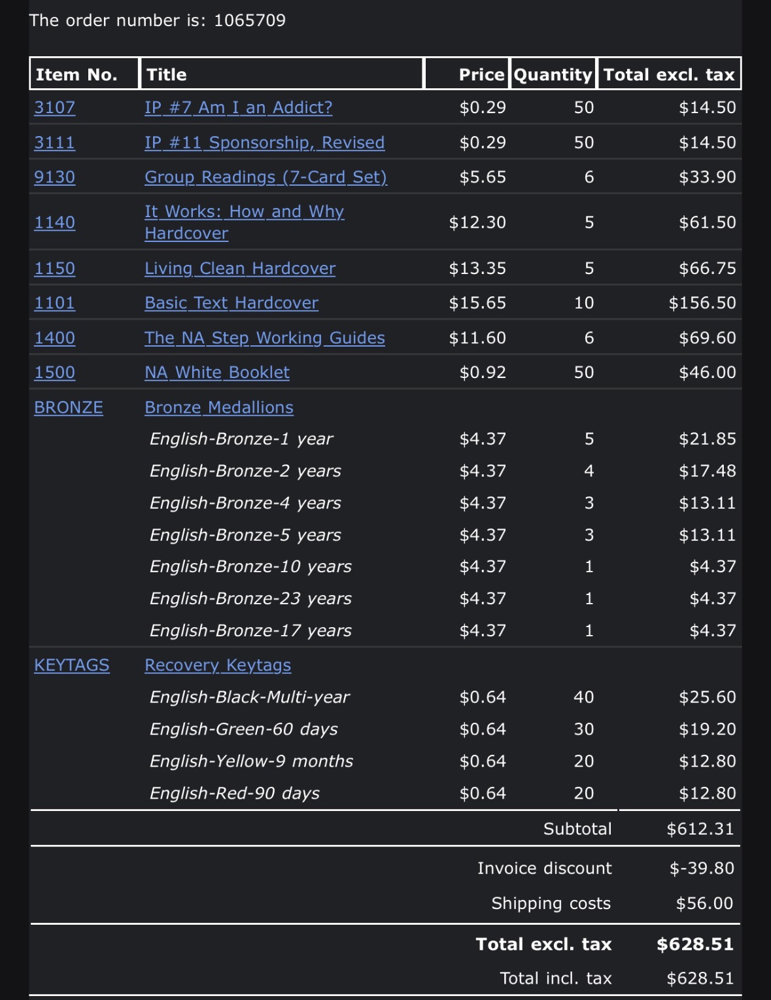 The order number is: 1065709
Item No. Title Price Quantity Total excl. tax
3107 IP #7 Am I an Addict? $0.29 50 $14.50
3111 IP #11 Sponsorship, Revised $0.29 50 $14.50
9130 Group Readings (7-Card Set) $5.65 6 $33.90
1140 It Works: How and Why
Hardcover $12.30 5 $61.50
1150 Living Clean Hardcover $13.35 5 $66.75
1101 Basic Text Hardcover $15.65 10 $156.50
1400 The NA Step Working Guides $11.60 6 $69.60
1500 NA White Booklet $0.92 50 $46.00
BRONZE Bronze Medallions
English-Bronze-1 year $4.37 5 $21.85
English-Bronze-2 years $4.37 4 $17.48
English-Bronze-4 years $4.37 3 $13.11
English-Bronze-5 years $4.37 3 $13.11
English-Bronze-10 years $4.37 1 $4.37
English-Bronze-23 years $4.37 1 $4.37
English-Bronze-17 years $4.37 1 $4.37
KEYTAGS Recovery Keytags
English-Black-Multi-year $0.64 40 $25.60
English-Green-60 days $0.64 30 $19.20
English-Yellow-9 months $0.64 20 $12.80
English-Red-90 days $0.64 20 $12.80
Subtotal $612.31
Invoice discount $-39.80
Shipping costs $56.00
Total excl. tax $628.51
Total incl. tax $628.51